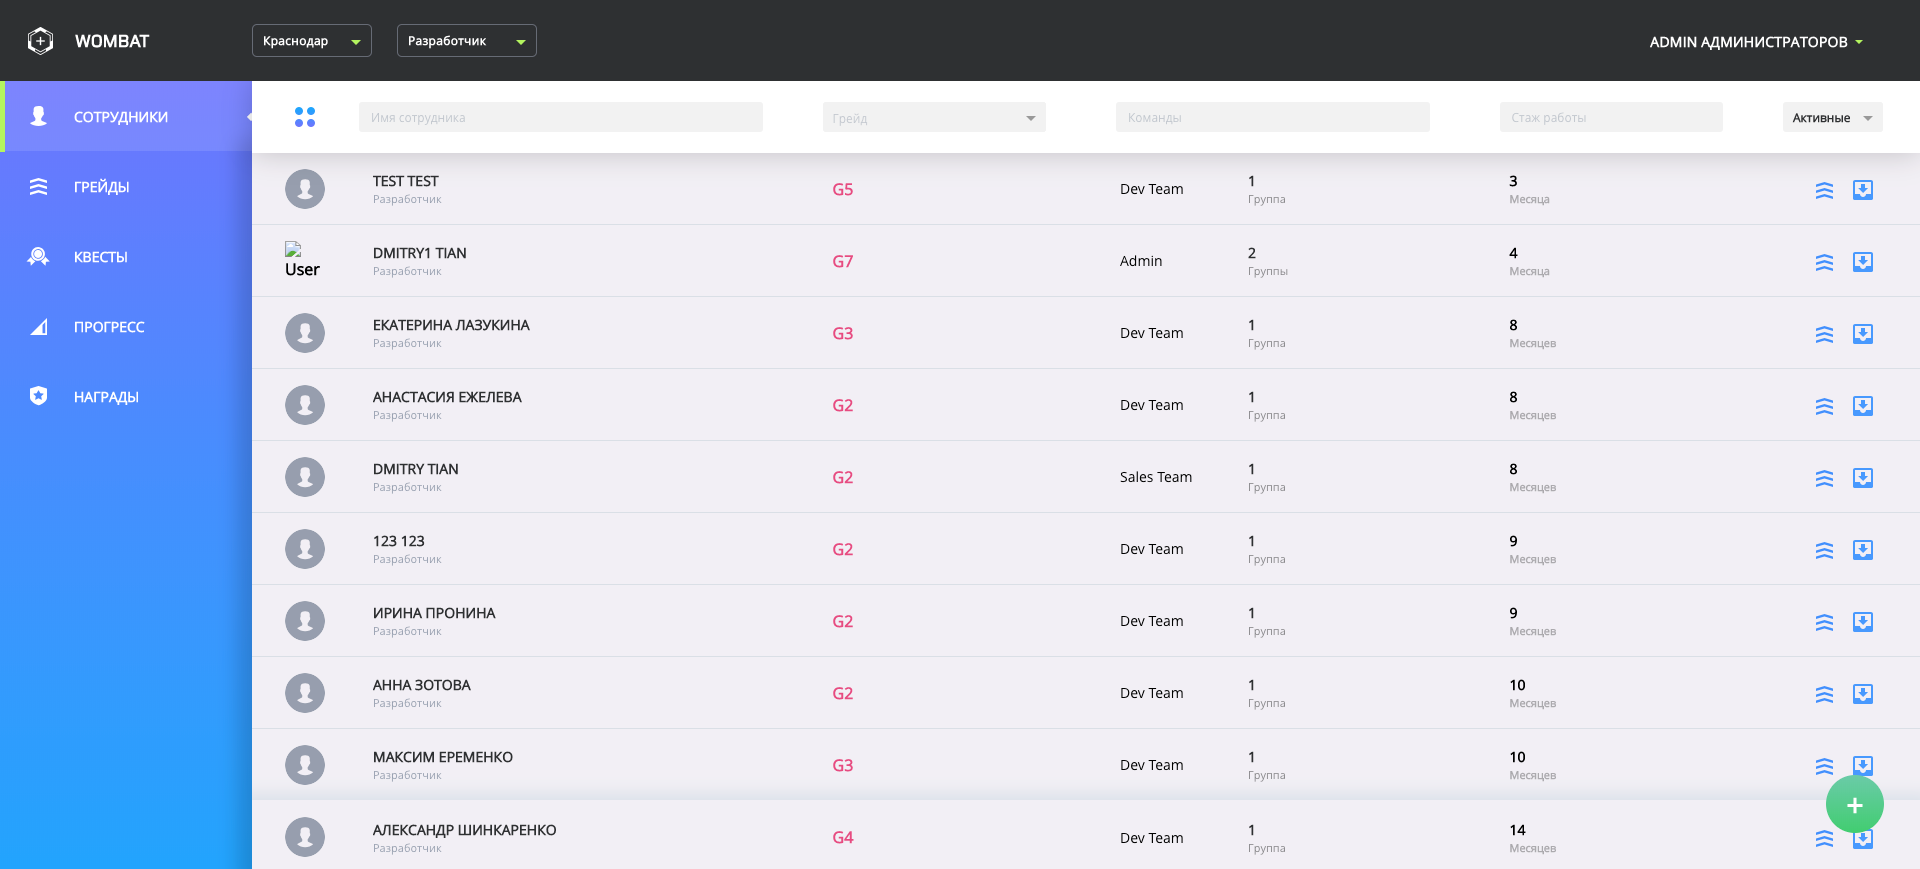 WOMBAT
Краснодар
Разработчик
ADMIN АДМИНИСТРАТОРОВ
СОТРУДНИКИ
ГРЕЙДЫ
КВЕСТЫ
ПРОГРЕСС
НАГРАДЫ
Имя сотрудника
Грейд
Команды
Стаж работы
Активные
TEST TEST
Разработчик
G5
Dev Team
1
Группа
3
Месяца
User
DMITRY1 TIAN
Разработчик
G7
Admin
2
Группы
4
Месяца
ЕКАТЕРИНА ЛАЗУКИНА
Разработчик
G3
Dev Team
1
Группа
8
Месяцев
АНАСТАСИЯ ЕЖЕЛЕВА
Разработчик
G2
Dev Team
1
Группа
8
Месяцев
DMITRY TIAN
Разработчик
G2
Sales Team
1
Группа
8
Месяцев
123 123
Разработчик
G2
Dev Team
1
Группа
9
Месяцев
ИРИНА ПРОНИНА
Разработчик
G2
Dev Team
1
Группа
9
Месяцев
АННА ЗОТОВА
Разработчик
G2
Dev Team
1
Группа
10
Месяцев
МАКСИМ ЕРЕМЕНКО
Разработчик
G3
Dev Team
1
Группа
10
Месяцев
АЛЕКСАНДР ШИНКАРЕНКО
Разработчик
G4
Dev Team
1
Группа
14
Месяцев